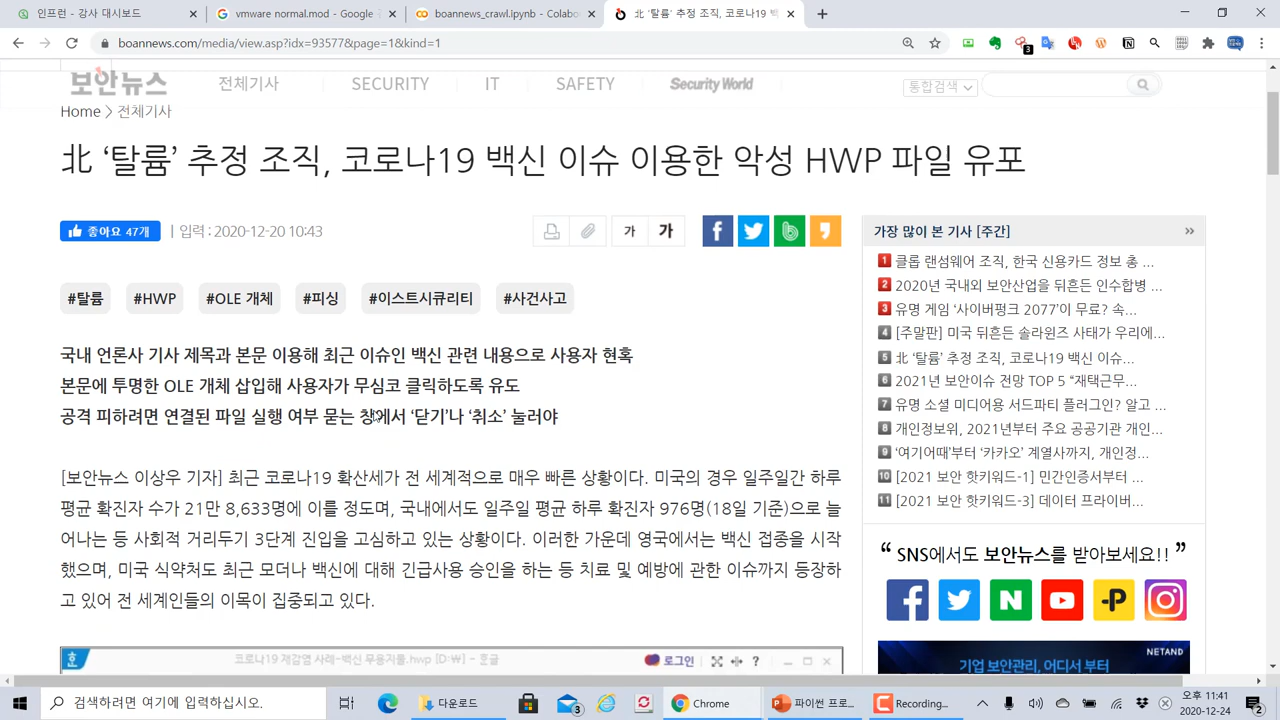 인프런 - 강사 대시보드
vmware normal.mod - Google
boannews_crawl.ipynb - Colabo
北 '탈륨' 추정 조직, 코로나19 백
boannews.com/media/view.asp?idx=93577&page=1&kind=1
3
보안뉴스
전체기사
SECURITY
IT
SAFETY
Security World
통합검색
Home > 전체기사
北 ‘탈륨’ 추정 조직, 코로나19 백신 이슈 이용한 악성 HWP 파일 유포
좋아요 47개
| 입력 : 2020-12-20 10:43
가
가
#탈륨
#HWP
#OLE 개체
#피싱
#이스트시큐리티
#사건사고
국내 언론사 기사 제목과 본문 이용해 최근 이슈인 백신 관련 내용으로 사용자 현혹
본문에 투명한 OLE 개체 삽입해 사용자가 무심코 클릭하도록 유도
공격 피하려면 연결된 파일 실행 여부 묻는 창에서 ‘닫기’나 ‘취소’ 눌러야
[보안뉴스 이상우 기자] 최근 코로나19 확산세가 전 세계적으로 매우 빠른 상황이다. 미국의 경우 일주일간 하루
평균 확진자 수가 21만 8,633명에 이를 정도며, 국내에서도 일주일 평균 하루 확진자 976명(18일 기준)으로 늘
어나는 등 사회적 거리두기 3단계 진입을 고심하고 있는 상황이다. 이러한 가운데 영국에서는 백신 접종을 시작
했으며, 미국 식약처도 최근 모더나 백신에 대해 긴급사용 승인을 하는 등 치료 및 예방에 관한 이슈까지 등장하
고 있어 전 세계인들의 이목이 집중되고 있다.
코로나19 재감염 사례-백신 무용지물.hwp [D:₩] - 훈글
로그인
가장 많이 본 기사 [주간]
1 클롭 랜섬웨어 조직, 한국 신용카드 정보 총 ...
2 2020년 국내외 보안산업을 뒤흔든 인수합병 ...
3 유명 게임 ‘사이버펑크 2077’이 무료? 속...
4 [주말판] 미국 뒤흔든 솔라윈즈 사태가 우리에...
5 北 ‘탈륨’ 추정 조직, 코로나19 백신 이슈...
6 2021년 보안이슈 전망 TOP 5 “재택근무...
7 유명 소셜 미디어용 서드파티 플러그인? 알고 ...
8 개인정보위, 2021년부터 주요 공공기관 개인...
9 ‘여기어때’부터 ‘카카오’ 계열사까지, 개인정...
10 [2021 보안 핫키워드-1] 민간인증서부터 ...
11 [2021 보안 핫키워드-3] 데이터 프라이버...
“ SNS에서도 보안뉴스를 받아보세요!! ”
NETAND
기업 보안관리, 어디서 부터
검색하려면 여기에 입력하십시오.
다운로드
3
Chrome
파이썬 프로...
Recording...
오후 11:41
2020-12-24
2